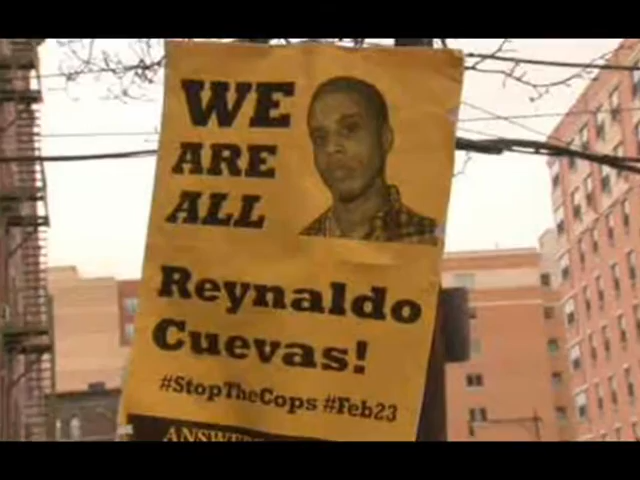 WE
ARE
ALL
Reynaldo
Cuevas!
#StopTheCops #Feb23